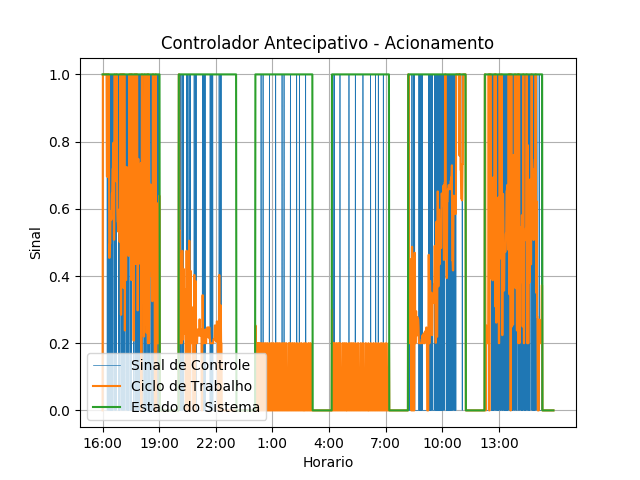 Controlador Antecipativo - Acionamento
1.0
0.8
0.6
0.4
0.2
0.0
Sinal
Sinal de Controle
Ciclo de Trabalho
Estado do Sistema
16:00 19:00 22:00 1:00 4:00 7:00 10:00 13:00
Horario